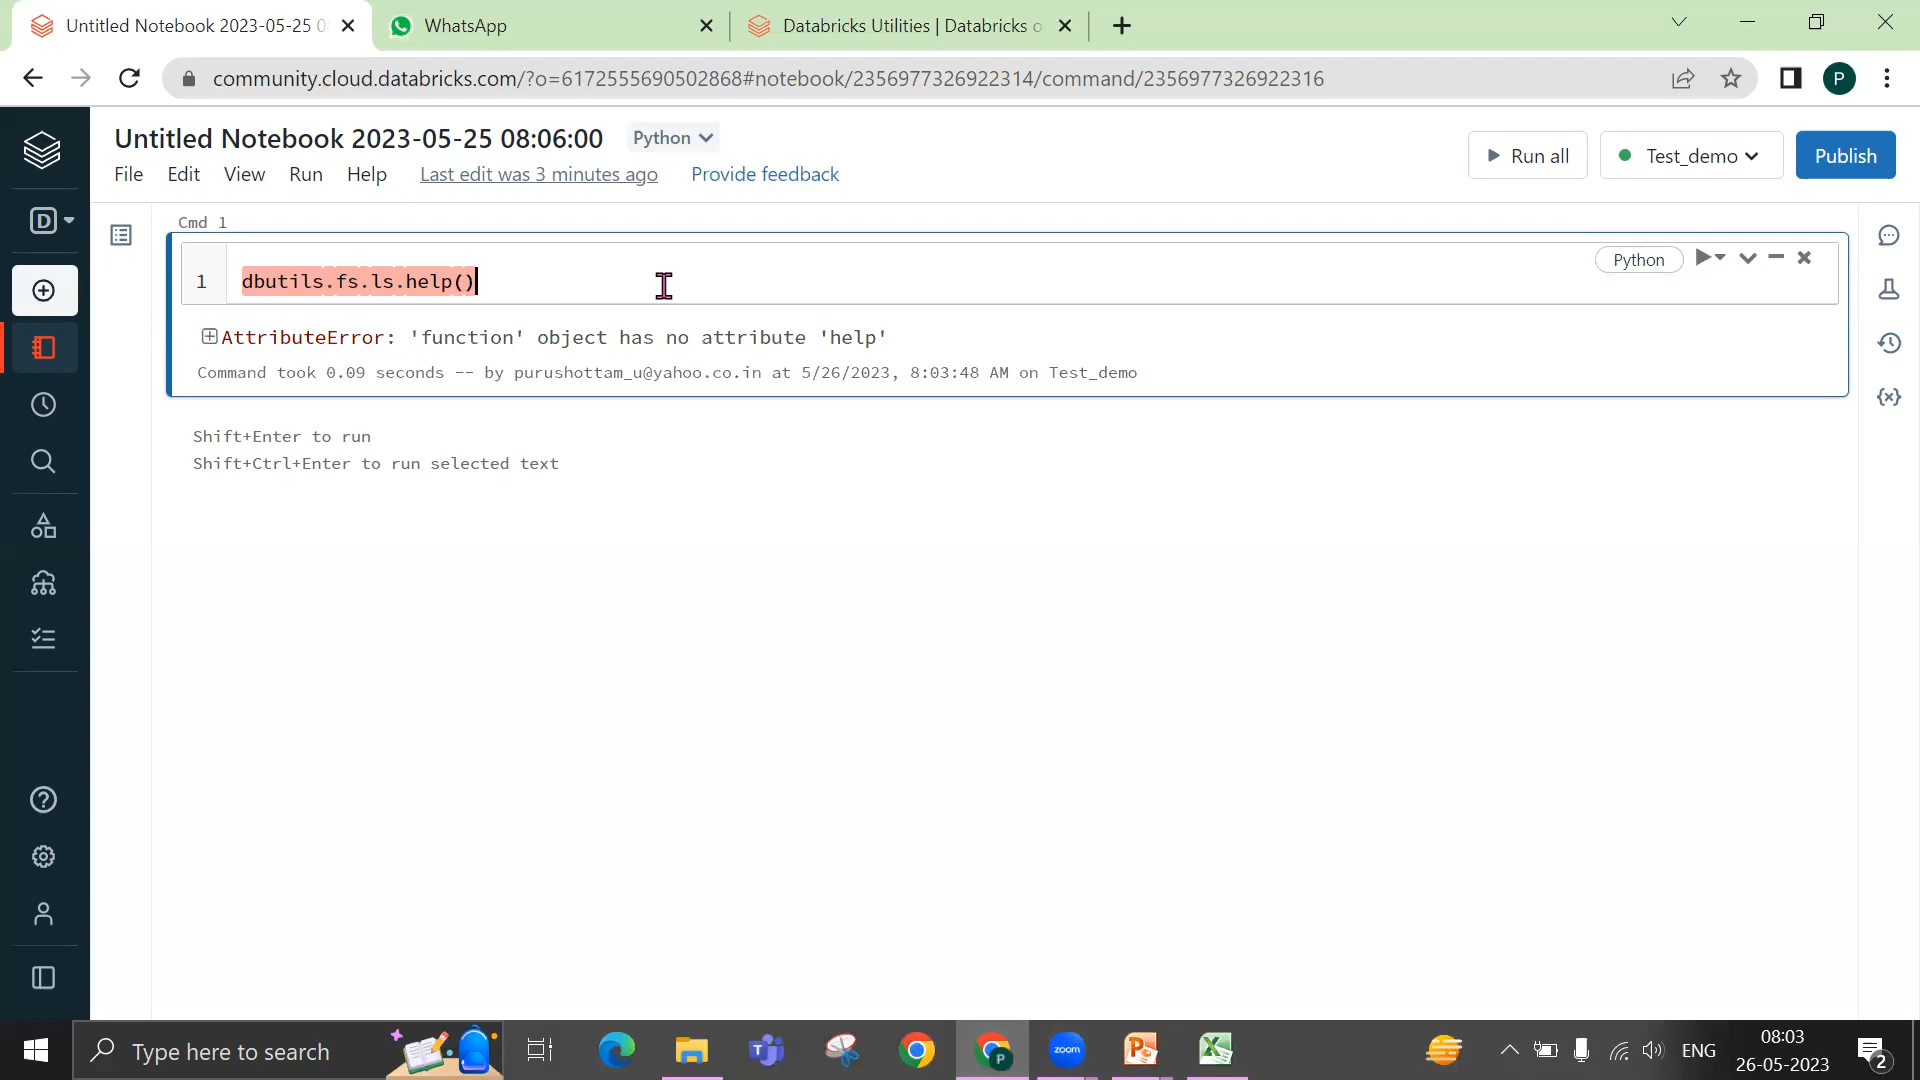 Untitled Notebook 2023-05-25 0
WhatsApp
Databricks Utilities | Databricks o
community.cloud.databricks.com/?o=6172555690502868#notebook/2356977326922314/command/2356977326922316
P
Untitled Notebook 2023-05-25 08:06:00
Python
File Edit View Run Help Last edit was 3 minutes ago Provide feedback
Run all
Test_demo
Publish
D
Cmd 1
Python
1 dbutils.fs.ls.help()
AttributeError: 'function' object has no attribute 'help'
Command took 0.09 seconds -- by purushottam_u@yahoo.co.in at 5/26/2023, 8:03:48 AM on Test_demo
Shift+Enter to run
Shift+Ctrl+Enter to run selected text
Type here to search
zoom
ENG
08:03
26-05-2023
2